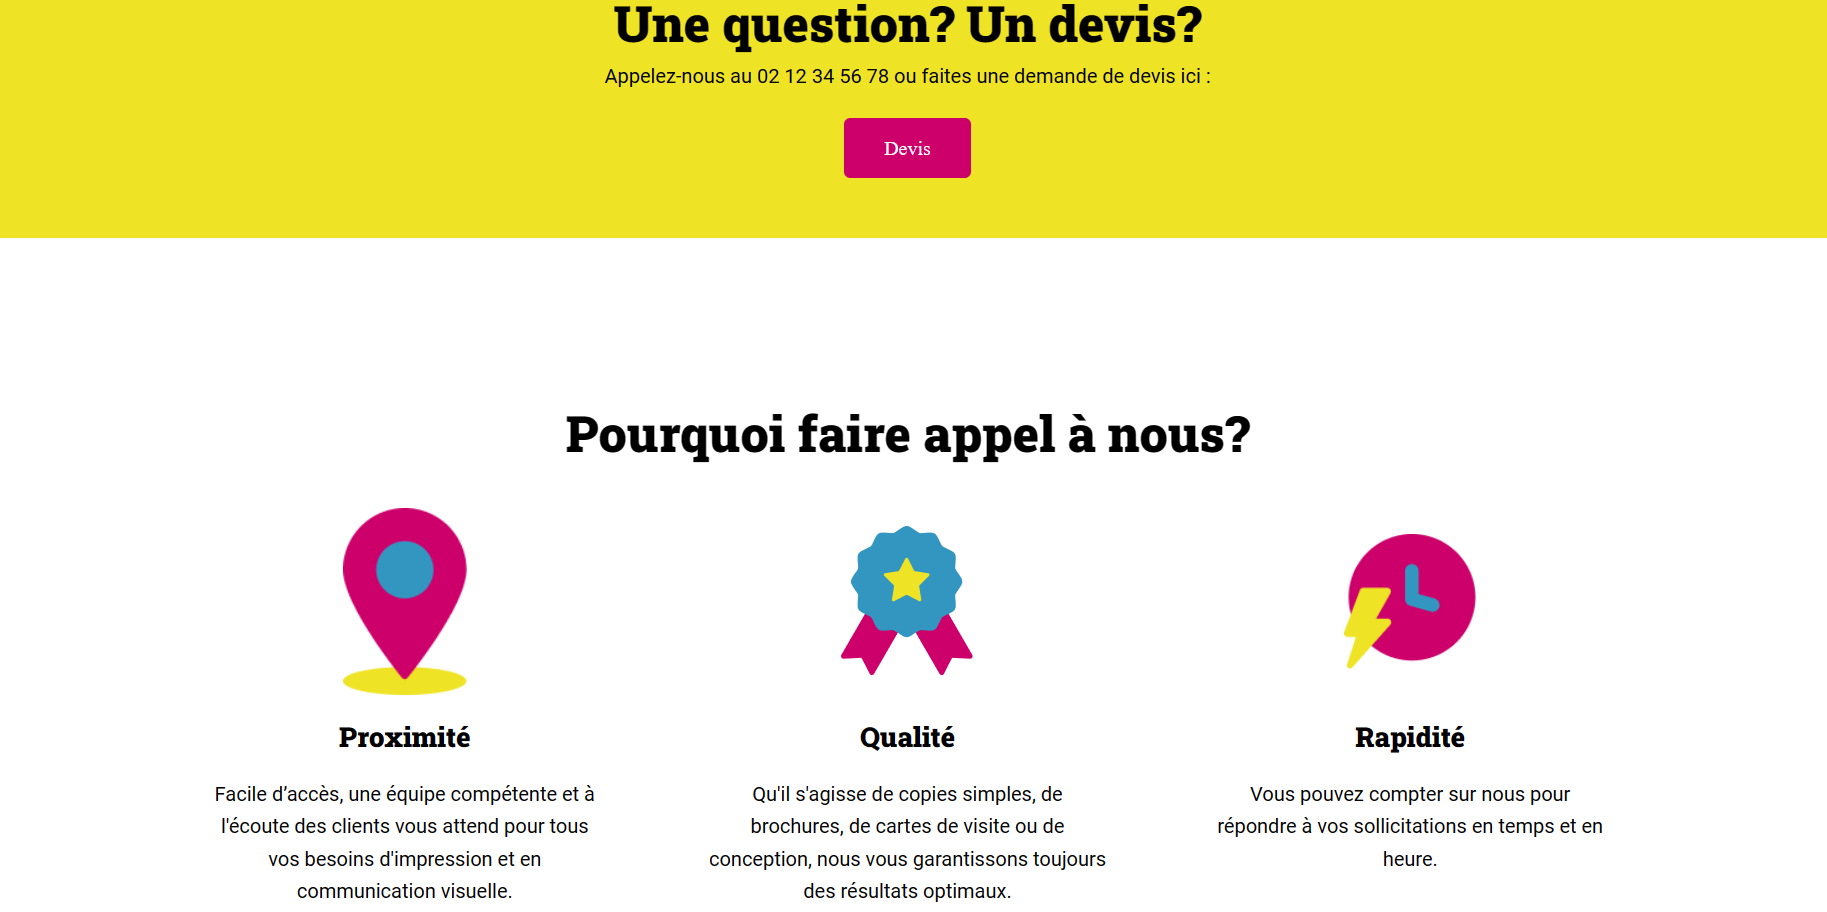 Une question? Un devis?
Appelez-nous au 02 12 34 56 78 ou faites une demande de devis ici :
Devis
Pourquoi faire appel à nous?
Proximité
Facile d’accès, une équipe compétente et à
l'écoute des clients vous attend pour tous
vos besoins d'impression et en
communication visuelle.
Qualité
Qu'il s'agisse de copies simples, de
brochures, de cartes de visite ou de
conception, nous vous garantissons toujours
des résultats optimaux.
Rapidité
Vous pouvez compter sur nous pour
répondre à vos sollicitations en temps et en
heure.